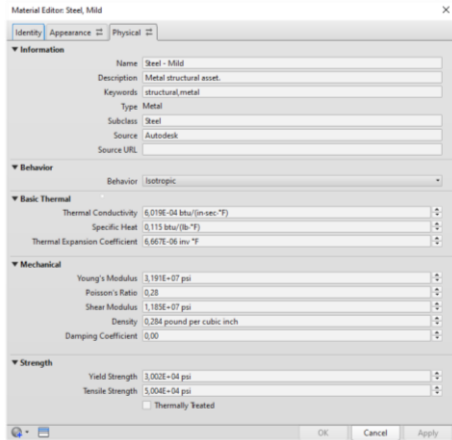 Material Editor: Steel, Mild
Identity Appearance Physical
Information
Name Steel - Mild
Description Metal structural asset.
Keywords structural,metal
Type Metal
Subclass Steel
Source Autodesk
Source URL
Behavior
Behavior Isotropic
Basic Thermal
Thermal Conductivity 6,019E-04 btu/(in·sec·°F)
Specific Heat 0,115 btu/(lb·°F)
Thermal Expansion Coefficient 6,667E-06 inv °F
Mechanical
Young's Modulus 3,191E+07 psi
Poisson's Ratio 0,28
Shear Modulus 1,185E+07 psi
Density 0,284 pound per cubic inch
Damping Coefficient 0,00
Strength
Yield Strength 3,002E+04 psi
Tensile Strength 5,004E+04 psi
Thermally Treated
OK Cancel Apply